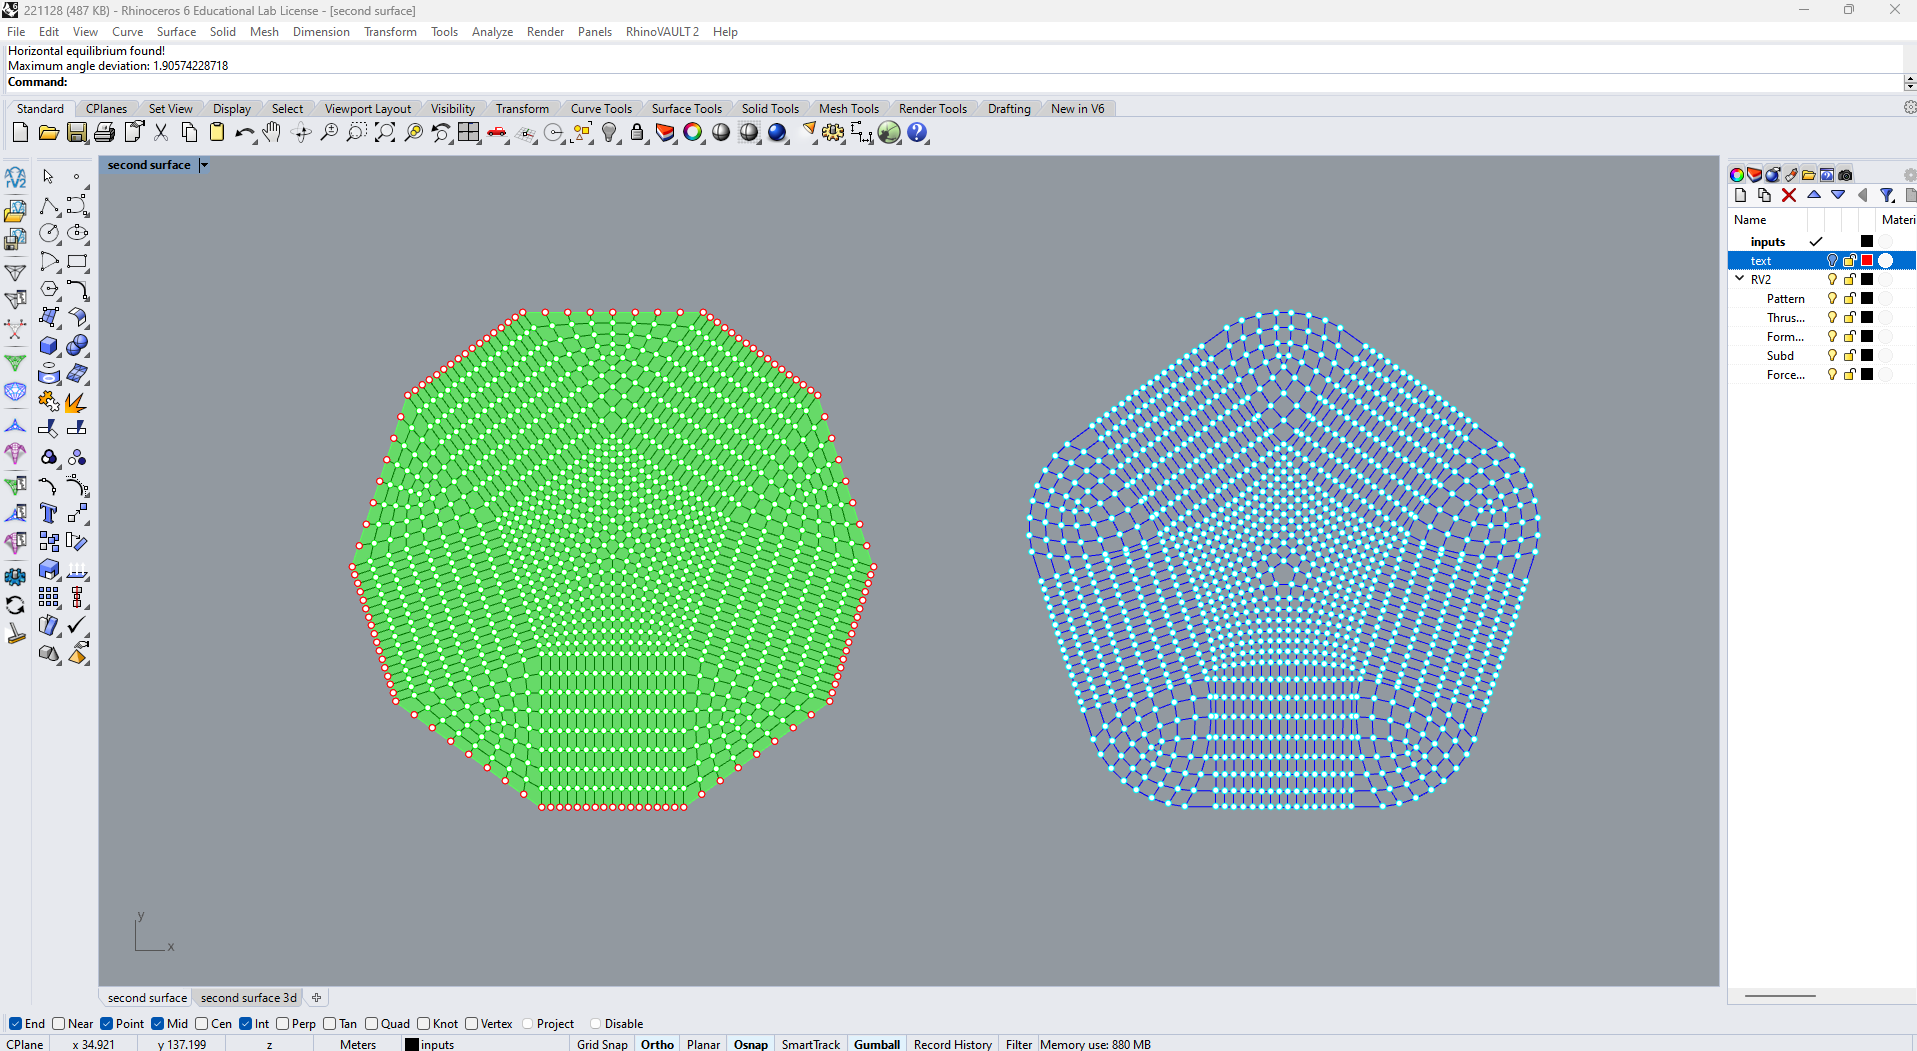 221128 (487 KB) - Rhinoceros 6 Educational Lab License - [second surface]
File Edit View Curve Surface Solid Mesh Dimension Transform Tools Analyze Render Panels RhinoVAULT 2 Help
Horizontal equilibrium found!
Maximum angle deviation: 1.90574228718
Command:
Standard CPlanes Set View Display Select Viewport Layout Visibility Transform Curve Tools Surface Tools Solid Tools Mesh Tools Render Tools Drafting New in V6
second surface
rV2
Name Materi
inputs
text
RV2
Pattern
Thrus...
Form...
Subd
Force...
y
x
second surface second surface 3d
End Near Point Mid Cen Int Perp Tan Quad Knot Vertex Project Disable
CPlane x 34.921 y 137.199 z Meters inputs Grid Snap Ortho Planar Osnap SmartTrack Gumball Record History Filter Memory use: 880 MB